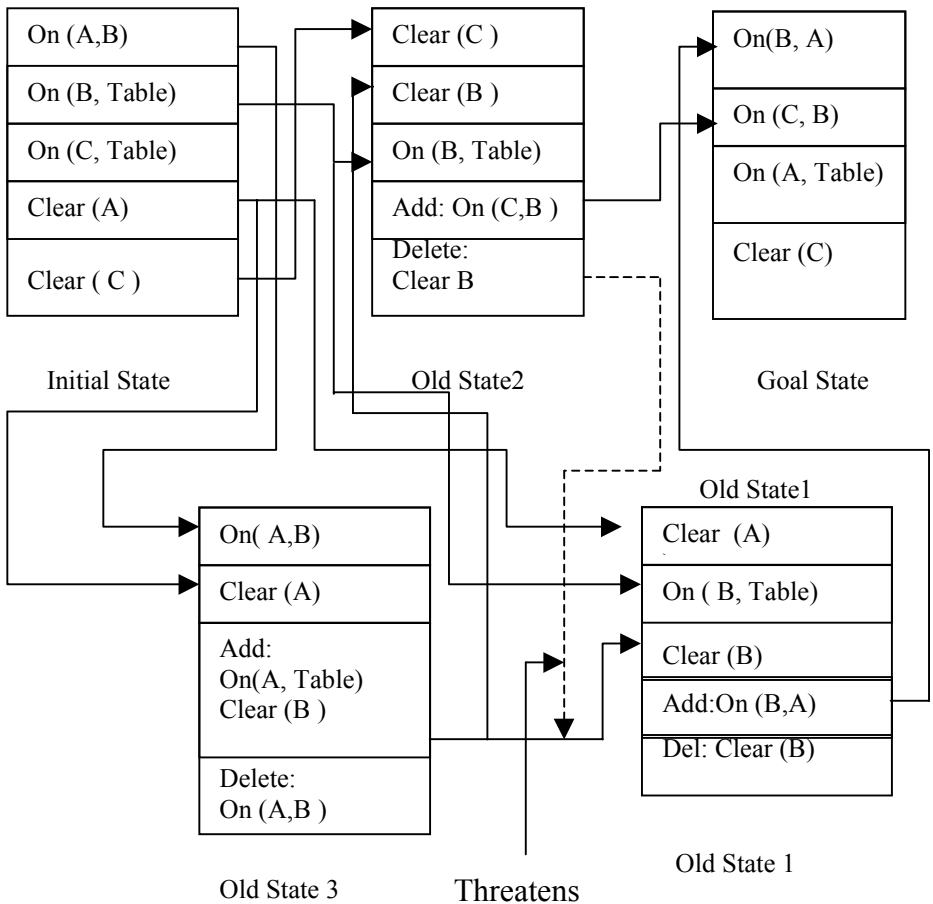 On (A,B)
On (B, Table)
On (C, Table)
Clear (A)
Clear ( C )
Initial State
Clear (C )
Clear (B )
On (B, Table)
Add: On (C,B )
Delete:
Clear B
Old State2
On(B, A)
On (C, B)
On (A, Table)
Clear (C)
Goal State
On( A,B)
Clear (A)
Add:
On(A, Table)
Clear (B )
Delete:
On (A,B )
Old State 3
Threatens
Old State1
Clear (A)
On ( B, Table)
Clear (B)
Add:On (B,A)
Del: Clear (B)
Old State 1